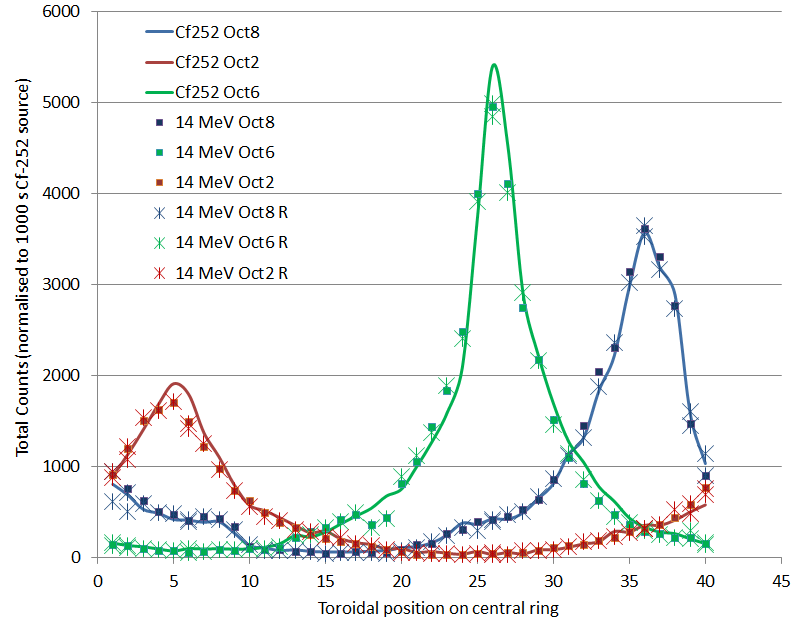 6000
5000
4000
3000
2000
1000
0
Total Counts (normalised to 1000 s Cf-252 source)
Cf252 Oct8
Cf252 Oct2
Cf252 Oct6
14 MeV Oct8
14 MeV Oct6
14 MeV Oct2
14 MeV Oct8 R
14 MeV Oct6 R
14 MeV Oct2 R
0 5 10 15 20 25 30 35 40 45
Toroidal position on central ring